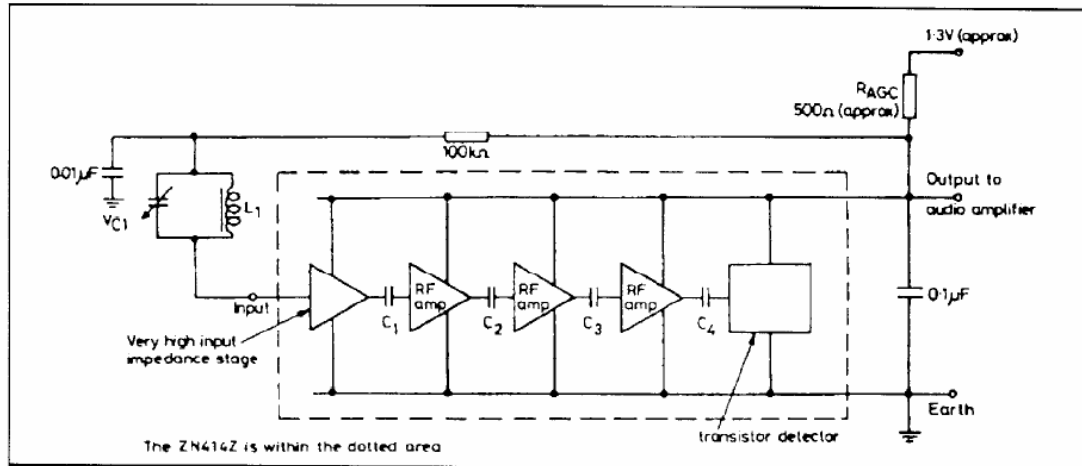 1·3V (approx)
RAGC
500Ω (approx)
100kΩ
0·01µF
VC1
L1
Output to
audio amplifier
Input
RF
amp
RF
amp
RF
amp
C1
C2
C3
C4
0·1µF
Very high input
impedance stage
Earth
transistor detector
The ZN414Z is within the dotted area